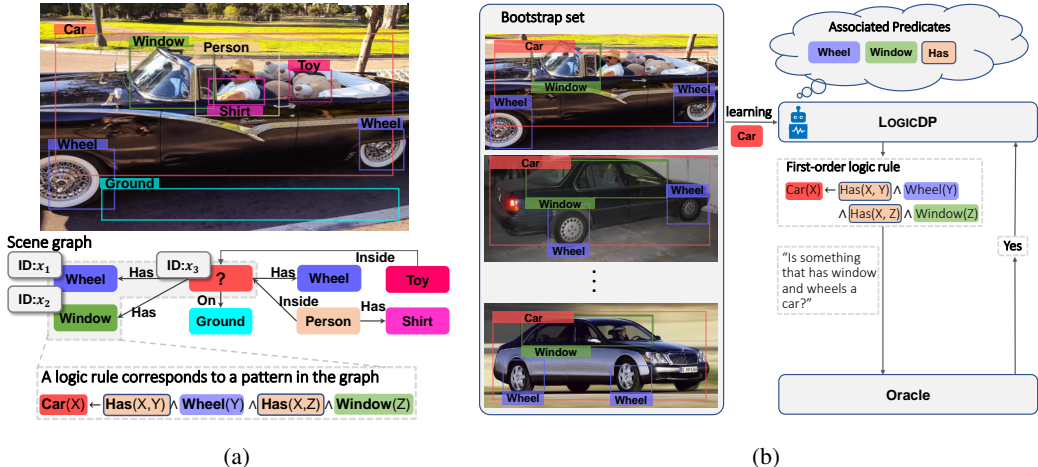 Car
Window
Person
Toy
Shirt
Wheel
Wheel
Ground
Scene graph
ID:x₁
Wheel
Has
ID:x₃
?
Has
Wheel
Inside
Toy
ID:x₂
Window
Has
On
Ground
Inside
Person
Has
Shirt
A logic rule corresponds to a pattern in the graph
Car(X) ← Has(X,Y) ∧ Wheel(Y) ∧ Has(X,Z) ∧ Window(Z)
(a)
Bootstrap set
Car
Window
Wheel
Wheel
Car
Wheel
Window
Wheel
Car
Window
Wheel
Wheel
learning
Car
Associated Predicates
Wheel
Window
Has
LOGICDP
First-order logic rule
Car(X) ← Has(X, Y) ∧ Wheel(Y)
∧ Has(X, Z) ∧ Window(Z)
“Is something
that has window
and wheels a
car?”
Yes
Oracle
(b)